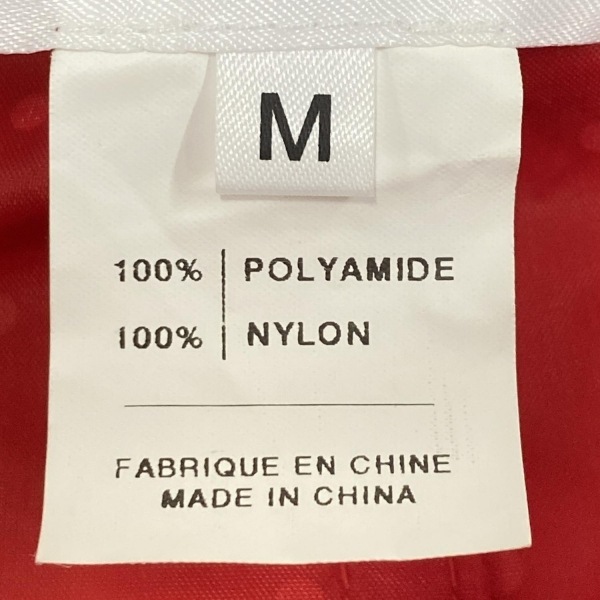 M
100% POLYAMIDE
100% NYLON
FABRIQUE EN CHINE
MADE IN CHINA